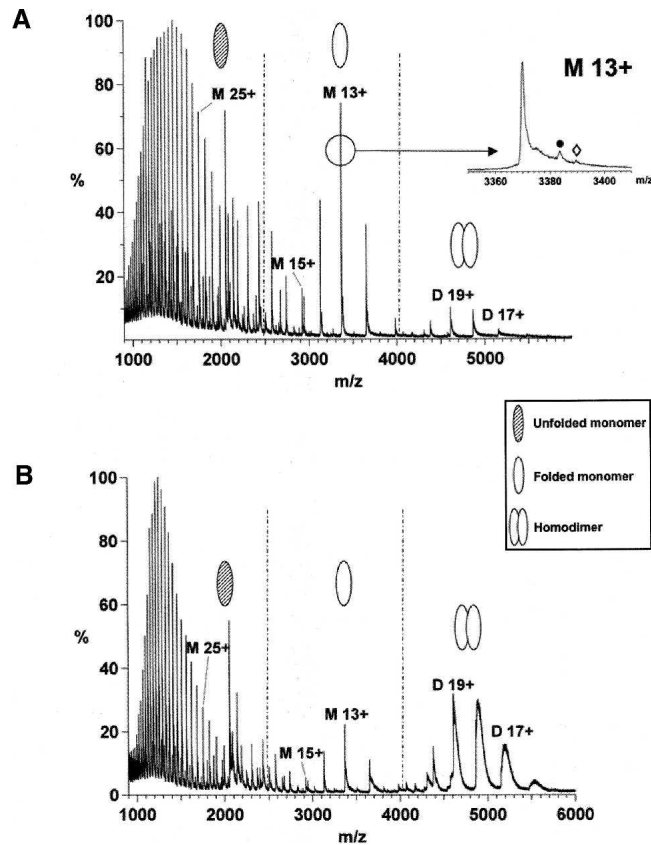 A
100
M 25+
M 13+
M 13+
80
60
3360 3380 3400 m/z
%
40
M 15+
20
D 19+
D 17+
1000 2000 3000 4000 5000
m/z
Unfolded monomer
Folded monomer
Homodimer
B
100
80
60
%
M 25+
D 19+
40
M 13+
D 17+
20
M 15+
0
1000 2000 3000 4000 5000 6000
m/z